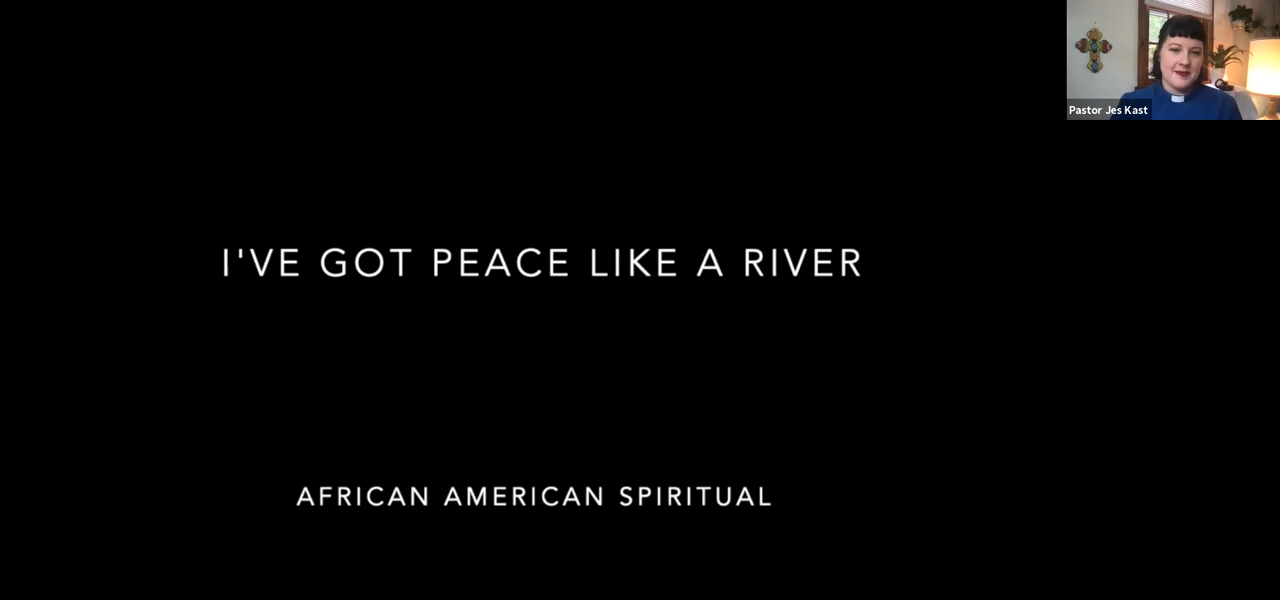 Pastor Jes Kast
I'VE GOT PEACE LIKE A RIVER
AFRICAN AMERICAN SPIRITUAL